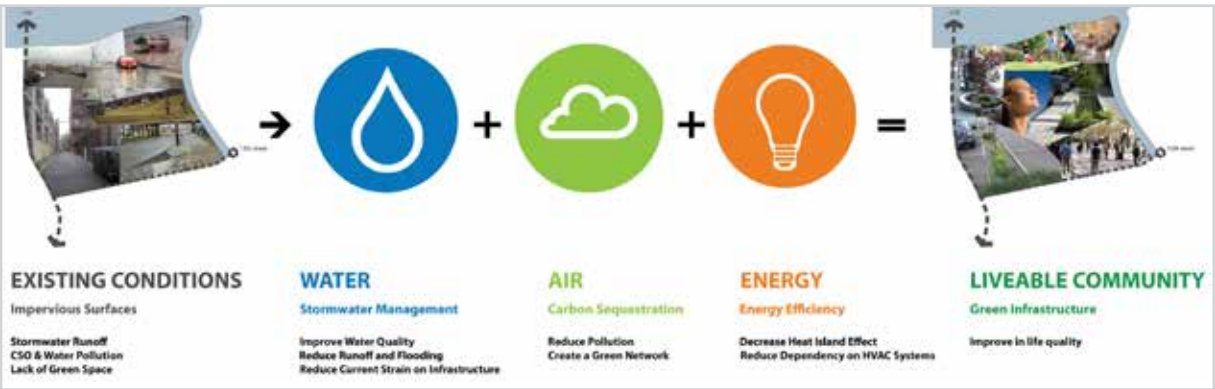 EXISTING CONDITIONS
Impervious Surfaces
Stormwater Runoff
CSO & Water Pollution
Lack of Green Space
WATER
Stormwater Management
Improve Water Quality
Reduce Runoff and Flooding
Reduce Current Strain on Infrastructure
AIR
Carbon Sequestration
Reduce Pollution
Create a Green Network
ENERGY
Energy Efficiency
Decrease Heat Island Effect
Reduce Dependency on HVAC Systems
LIVEABLE COMMUNITY
Green Infrastructure
Improve in life quality